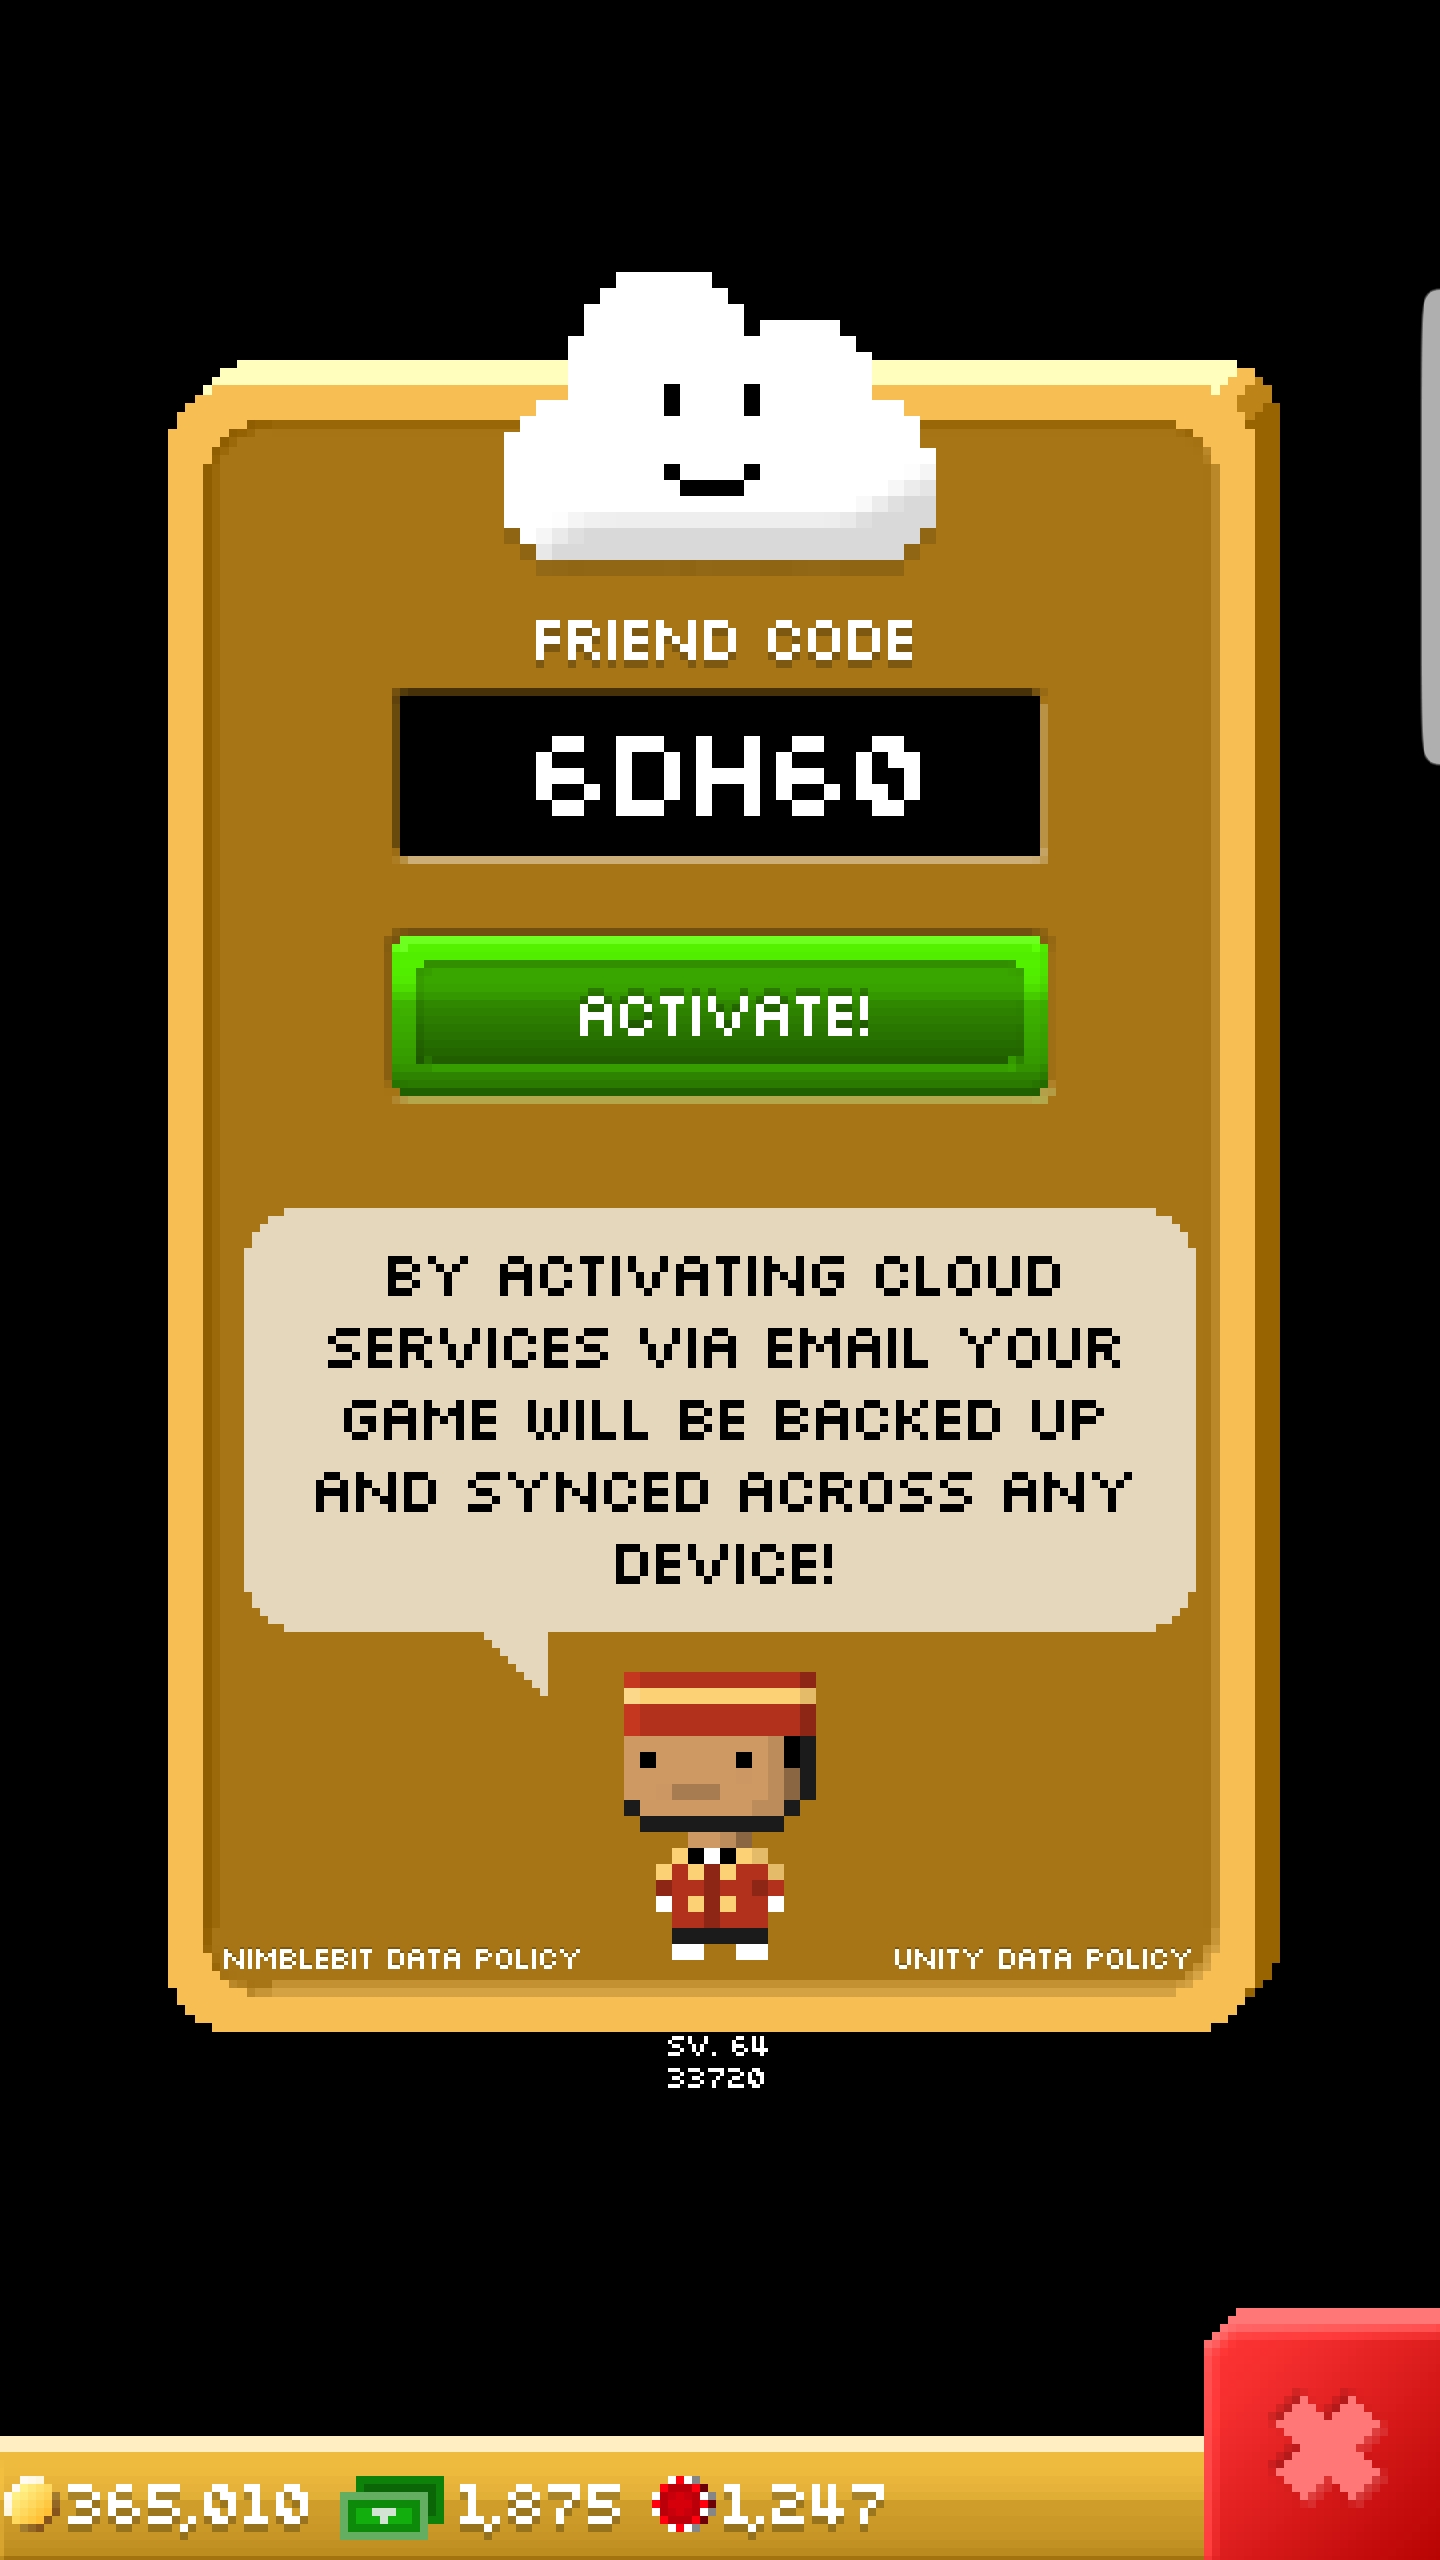 FRIEND CODE
6DH60
ACTIVATE!
BY ACTIVATING CLOUD
SERVICES VIA EMAIL YOUR
GAME WILL BE BACKED UP
AND SYNCED ACROSS ANY
DEVICE!
NIMBLEBIT DATA POLICY UNITY DATA POLICY
SV. 64
33720
365,010 1,875 1,247